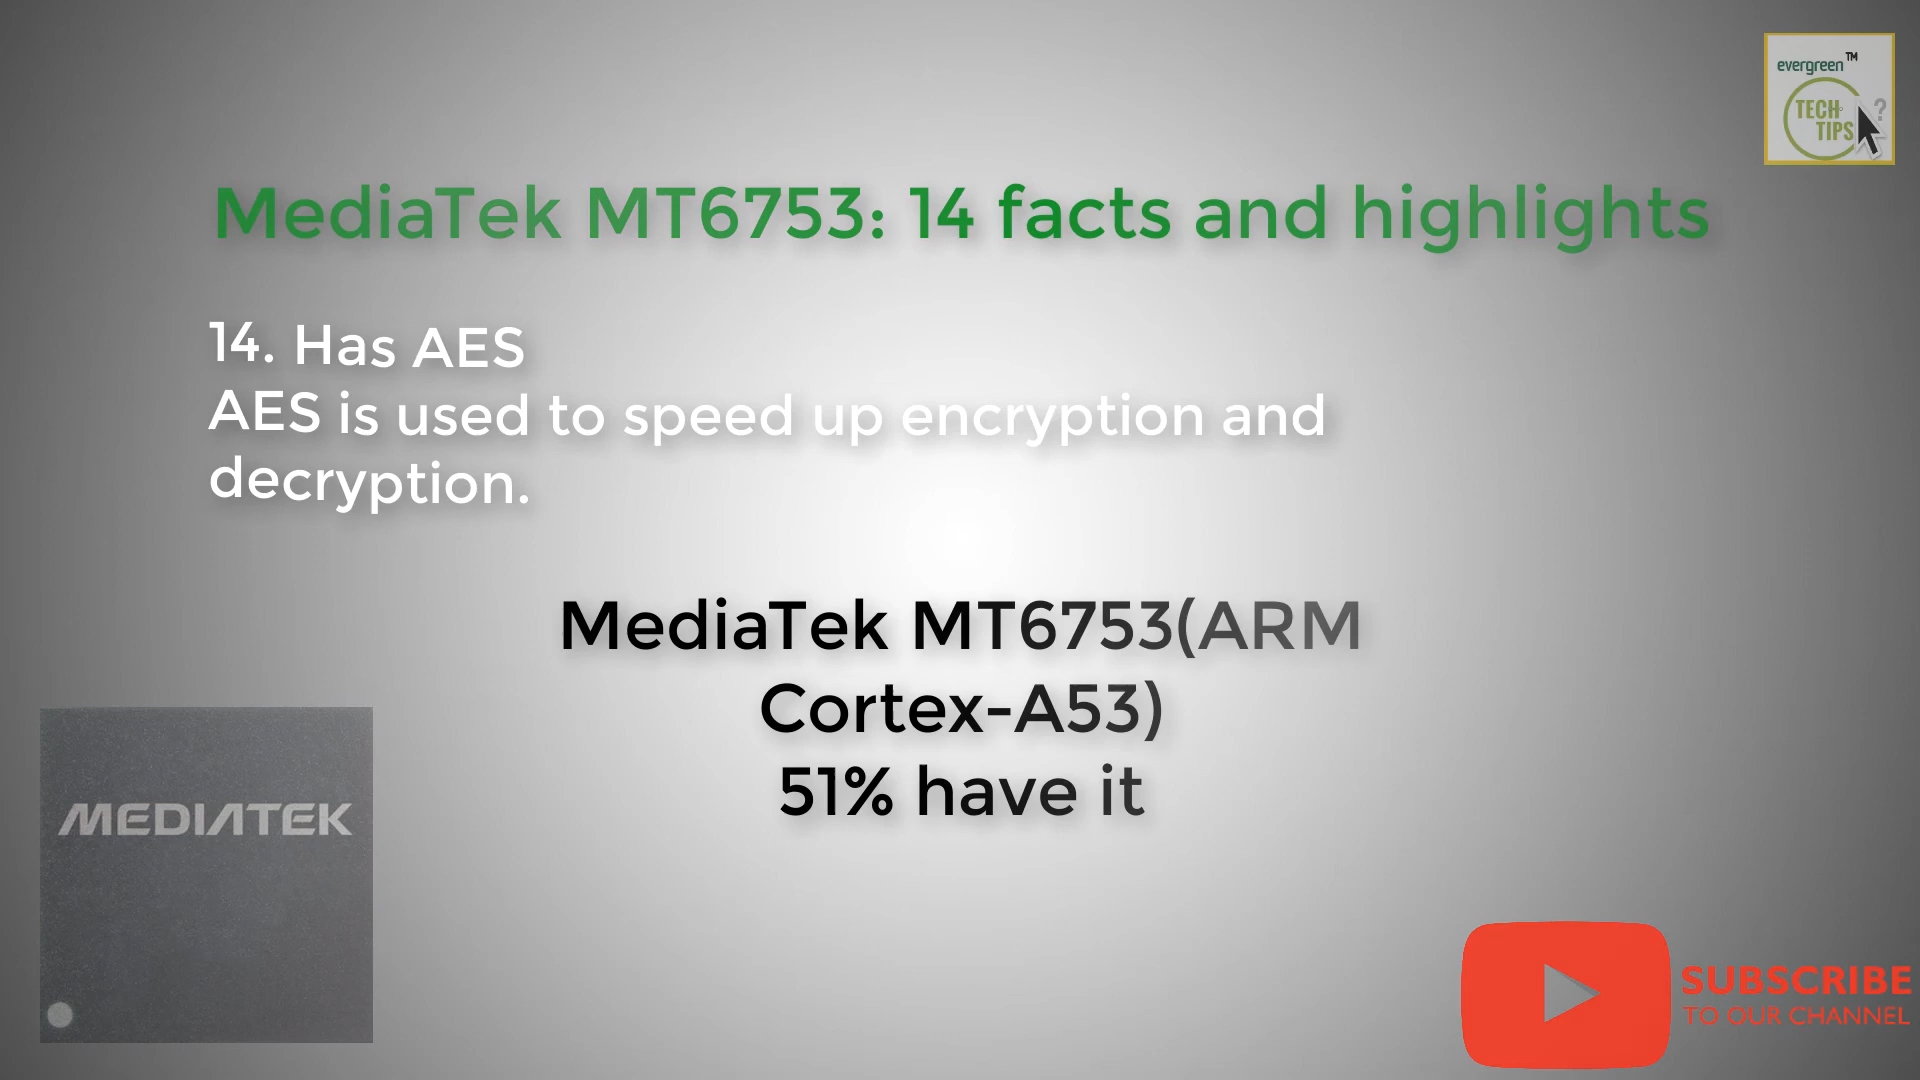 evergreen™
TECH
TIPS
?
MediaTek MT6753: 14 facts and highlights
14. Has AES
AES is used to speed up encryption and
decryption.
MediaTek MT6753(ARM
Cortex-A53)
51% have it
MEDIATEK
SUBSCRIBE
TO OUR CHANNEL